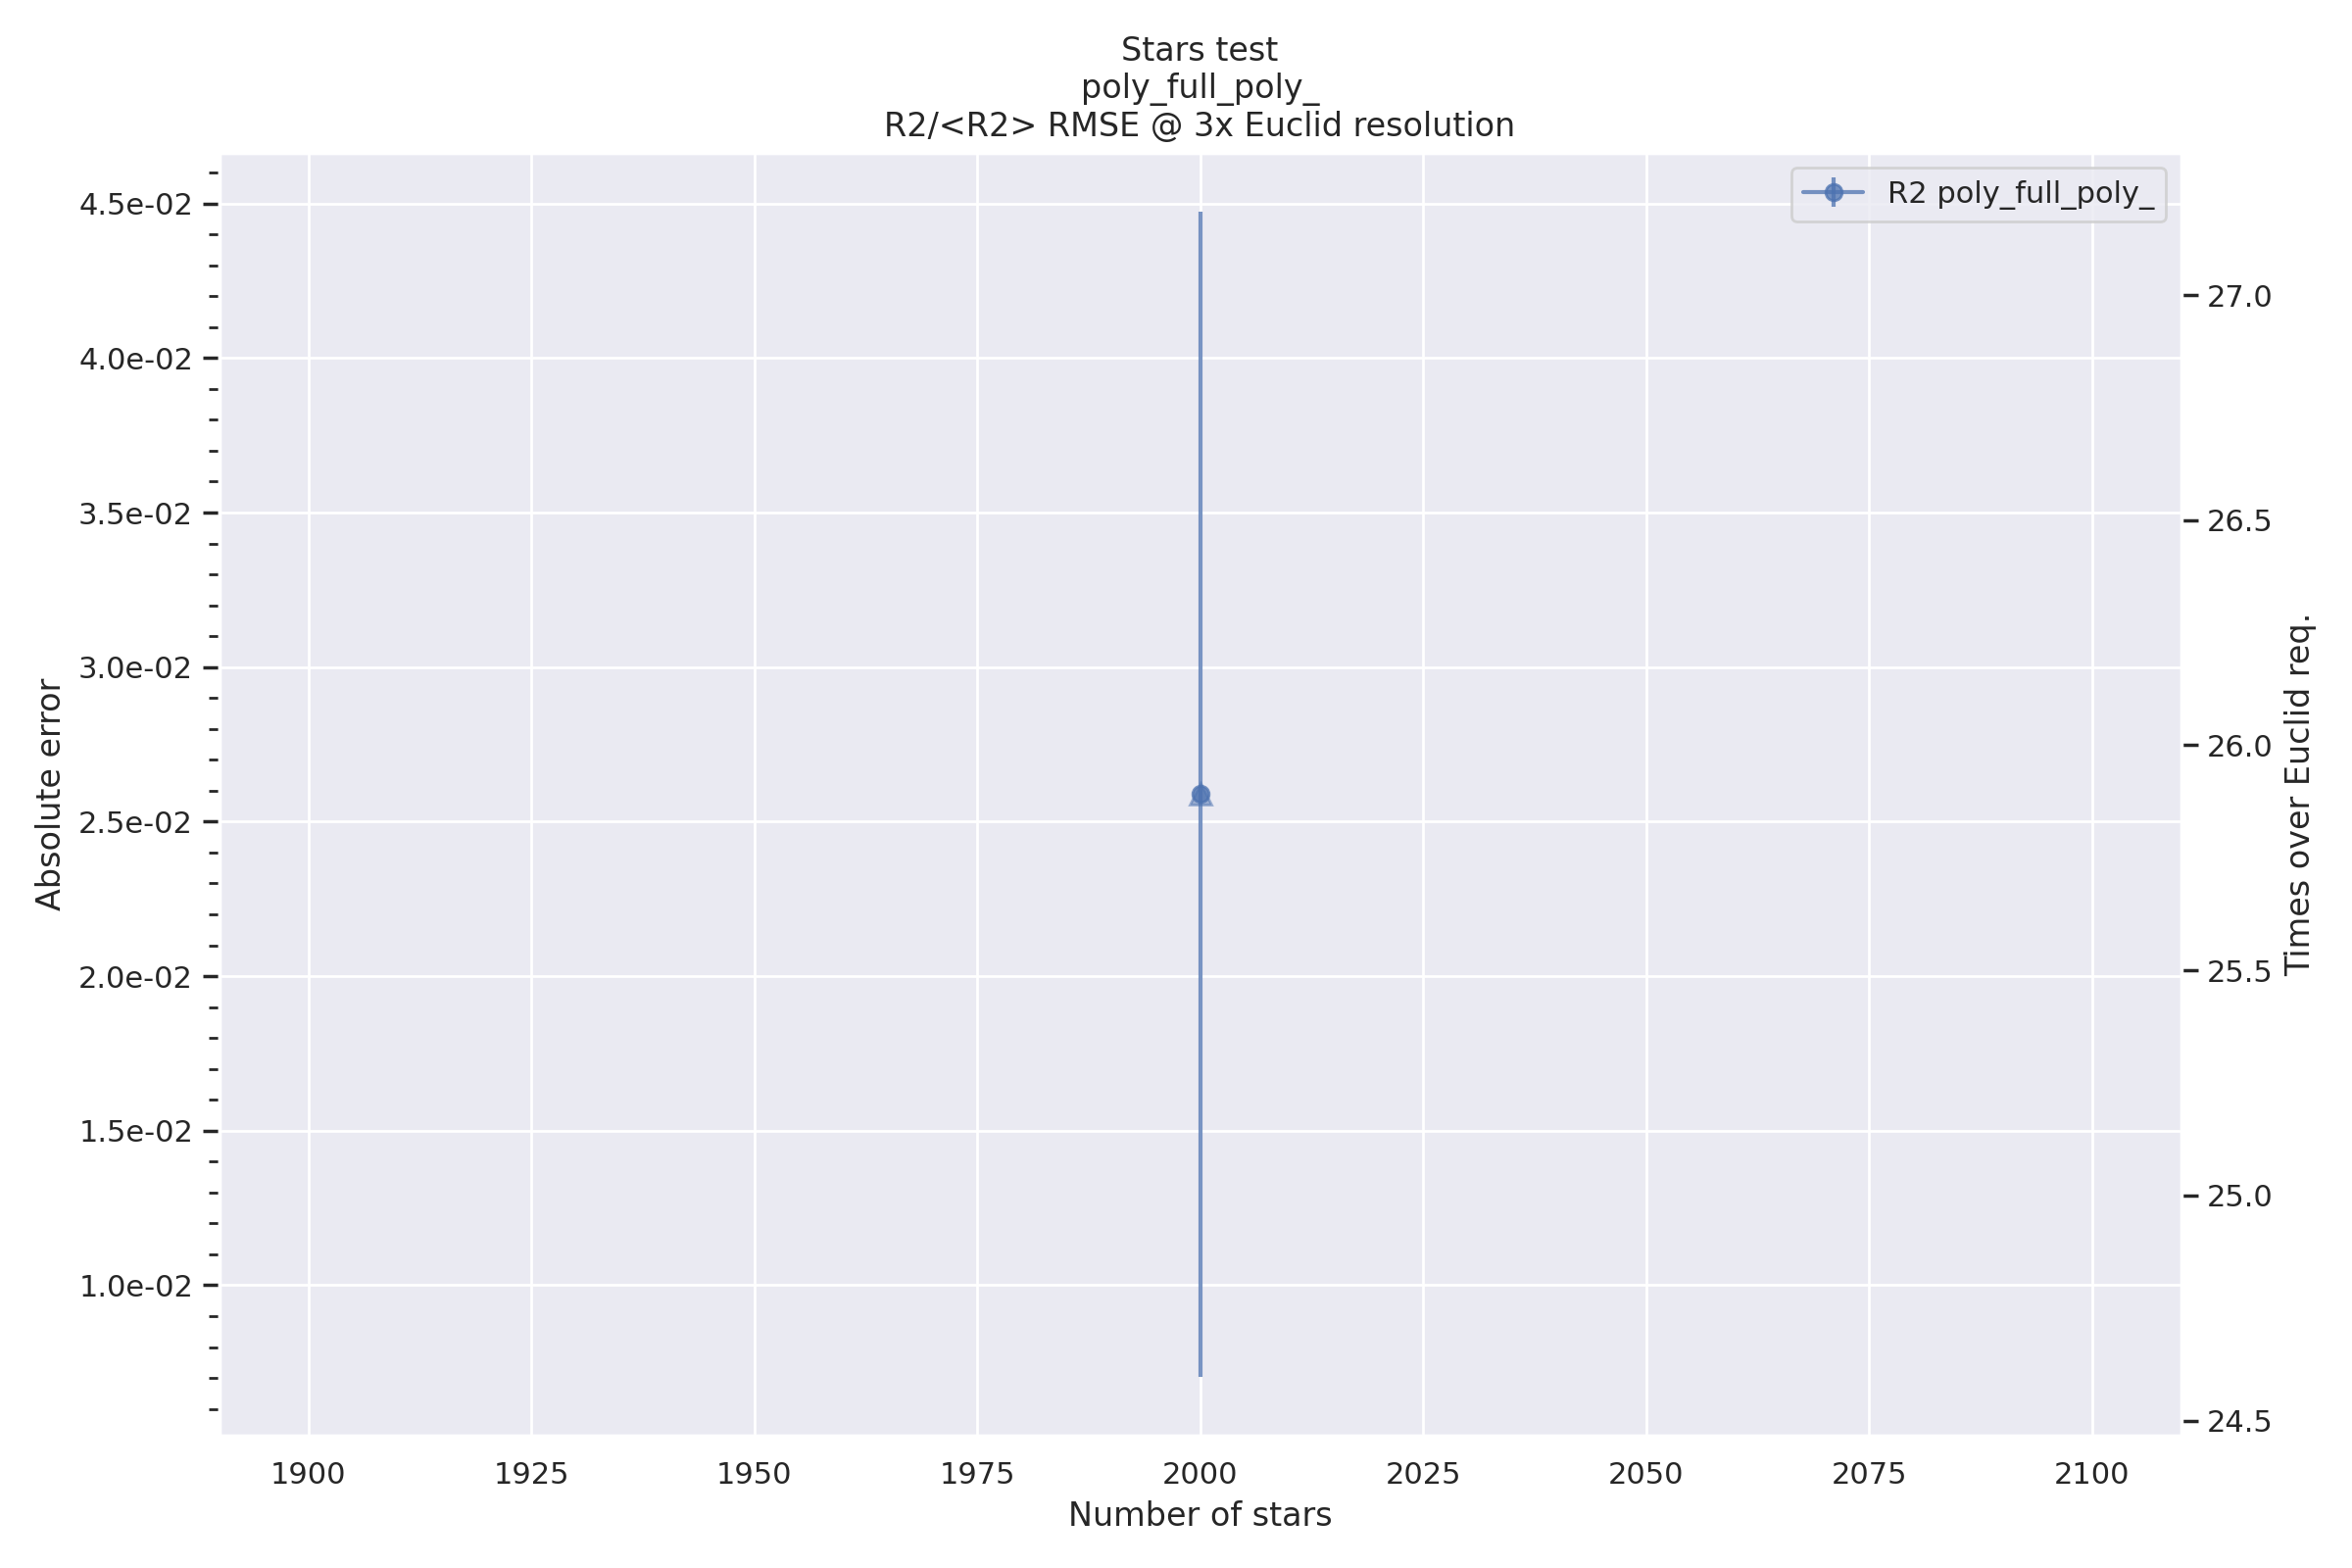 Stars test
poly_full_poly_
R2/<R2> RMSE @ 3x Euclid resolution
R2 poly_full_poly_
4.5e-02
4.0e-02
3.5e-02
3.0e-02
2.5e-02
2.0e-02
1.5e-02
1.0e-02
Absolute error
27.0
26.5
26.0
25.5
25.0
24.5
Times over Euclid req.
1900 1925 1950 1975 2000 2025 2050 2075 2100
Number of stars